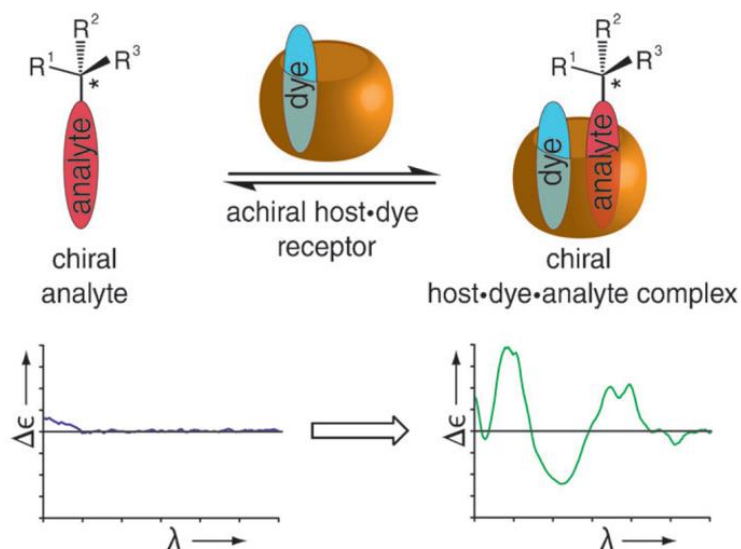 R²
R¹
R³
*
analyte
chiral
analyte
dye
achiral host•dye
receptor
R²
R¹
R³
*
dye
analyte
chiral
host•dye•analyte complex
Δϵ
λ
Δϵ
λ